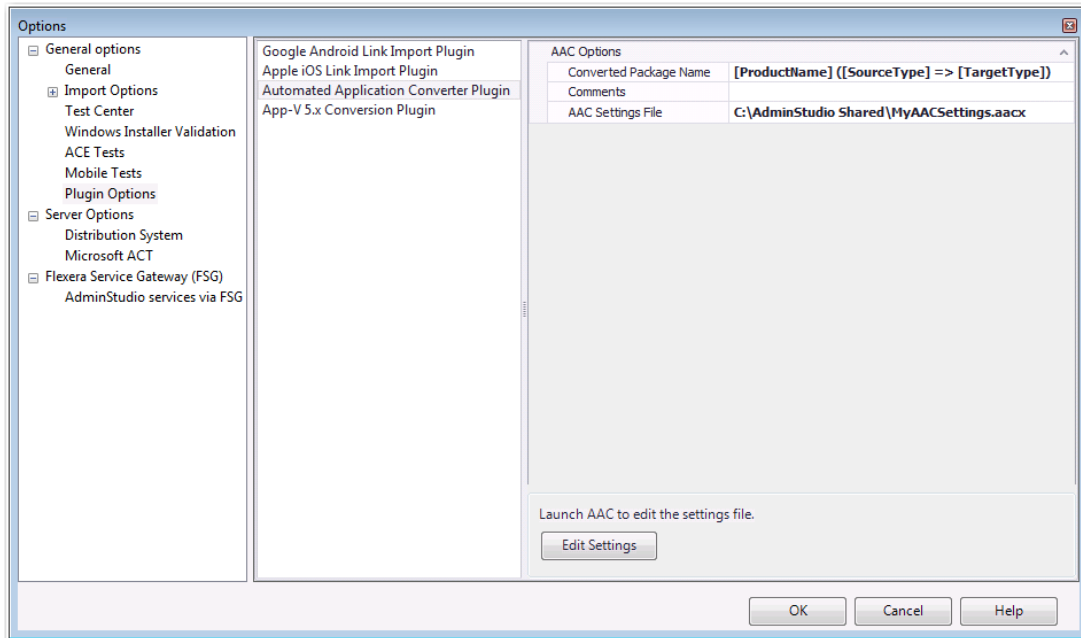 Options
General options
General
Import Options
Test Center
Windows Installer Validation
ACE Tests
Mobile Tests
Plugin Options
Server Options
Distribution System
Microsoft ACT
Flexera Service Gateway (FSG)
AdminStudio services via FSG
Google Android Link Import Plugin
Apple iOS Link Import Plugin
Automated Application Converter Plugin
App-V 5.x Conversion Plugin
AAC Options
Converted Package Name [ProductName] ([SourceType] => [TargetType])
Comments
AAC Settings File C:\AdminStudio Shared\MyAACSettings.aacx
Launch AAC to edit the settings file.
Edit Settings
OK Cancel Help